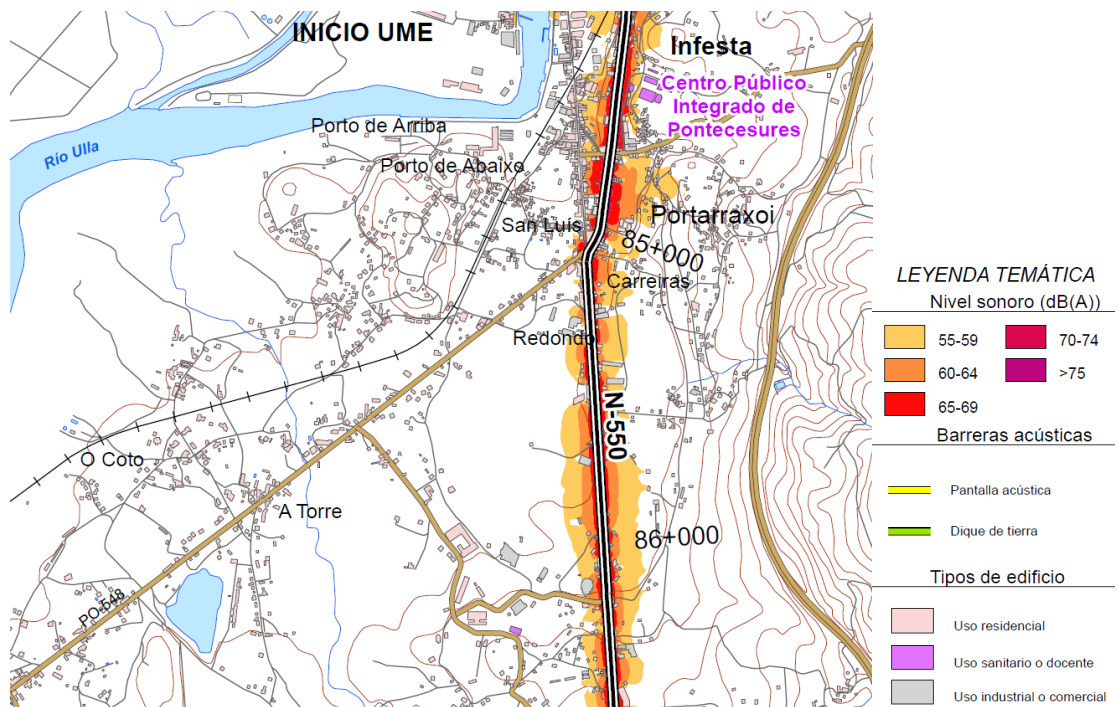 INICIO UME
Infesta
Centro Público
Integrado de
Pontecesures
Porto de Arriba
Río Ulla
Porto de Abaixo
Portarraxoi
San Luís
85+000
Carreiras
Redondo
N-550
O Coto
A Torre
86+000
PO-548
LEYENDA TEMÁTICA
Nivel sonoro (dB(A))
55-59
70-74
60-64
>75
65-69
Barreras acústicas
Pantalla acústica
Dique de tierra
Tipos de edificio
Uso residencial
Uso sanitario o docente
Uso industrial o comercial